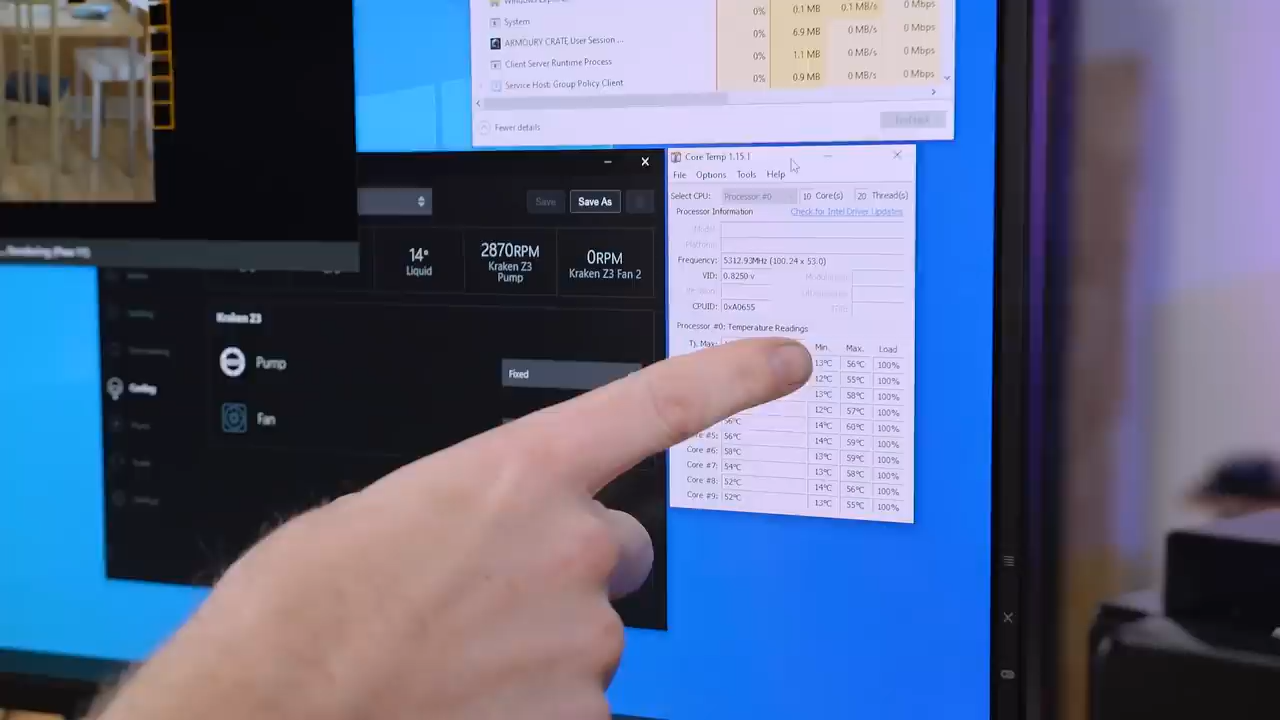 0% 0.1 MB 0.1 MB/s 0 Mbps
System 0% 6.9 MB 0 MB/s 0 Mbps
ARMOURY CRATE User Session ... 0% 1.1 MB 0 MB/s 0 Mbps
Client Server Runtime Process 0% 0.9 MB 0 MB/s 0 Mbps
Service Host: Group Policy Client
Fewer details
Save
Save As
14°
Liquid
2870RPM
Kraken Z3
Pump
0RPM
Kraken Z3 Fan 2
Kraken Z3
Cooling
Pump
Fixed
Fan
Core Temp 1.15.1
File Options Tools Help
Select CPU: Processor #0 10 Core(s) 20 Thread(s)
Processor Information Check for Intel Driver Updates
Model:
Platform:
Frequency: 5312.93MHz (100.24 x 53.0)
VID: 0.8250 v
CPUID: 0xA0655
Processor #0: Temperature Readings
Tj. Max: Min. Max. Load
13°C 56°C 100%
12°C 55°C 100%
13°C 58°C 100%
12°C 57°C 100%
56°C 14°C 60°C 100%
Core #5: 56°C 14°C 59°C 100%
Core #6: 58°C 13°C 59°C 100%
Core #7: 54°C 13°C 58°C 100%
Core #8: 52°C 14°C 56°C 100%
Core #9: 52°C 13°C 55°C 100%